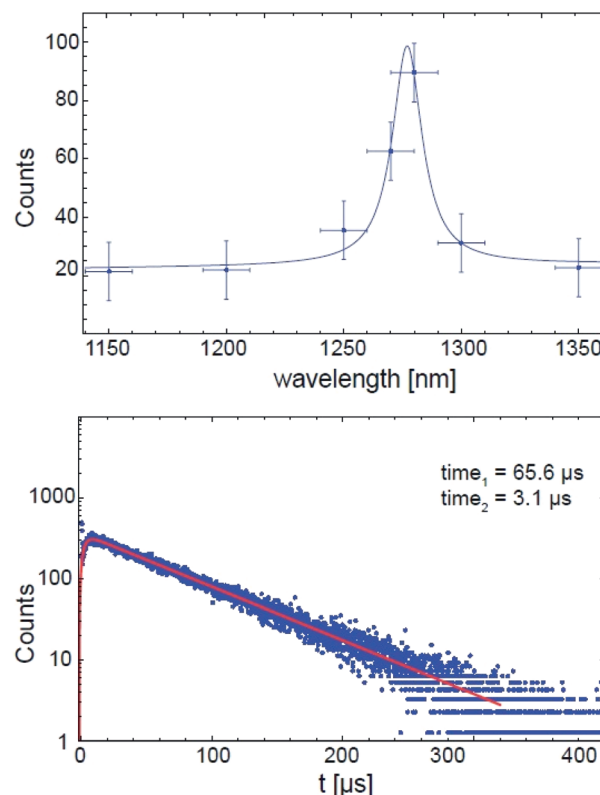 100
80
60
40
20
Counts
1150 1200 1250 1300 1350
wavelength [nm]
time₁ = 65.6 µs
time₂ = 3.1 µs
1000
100
10
1
Counts
0 100 200 300 400
t [µs]